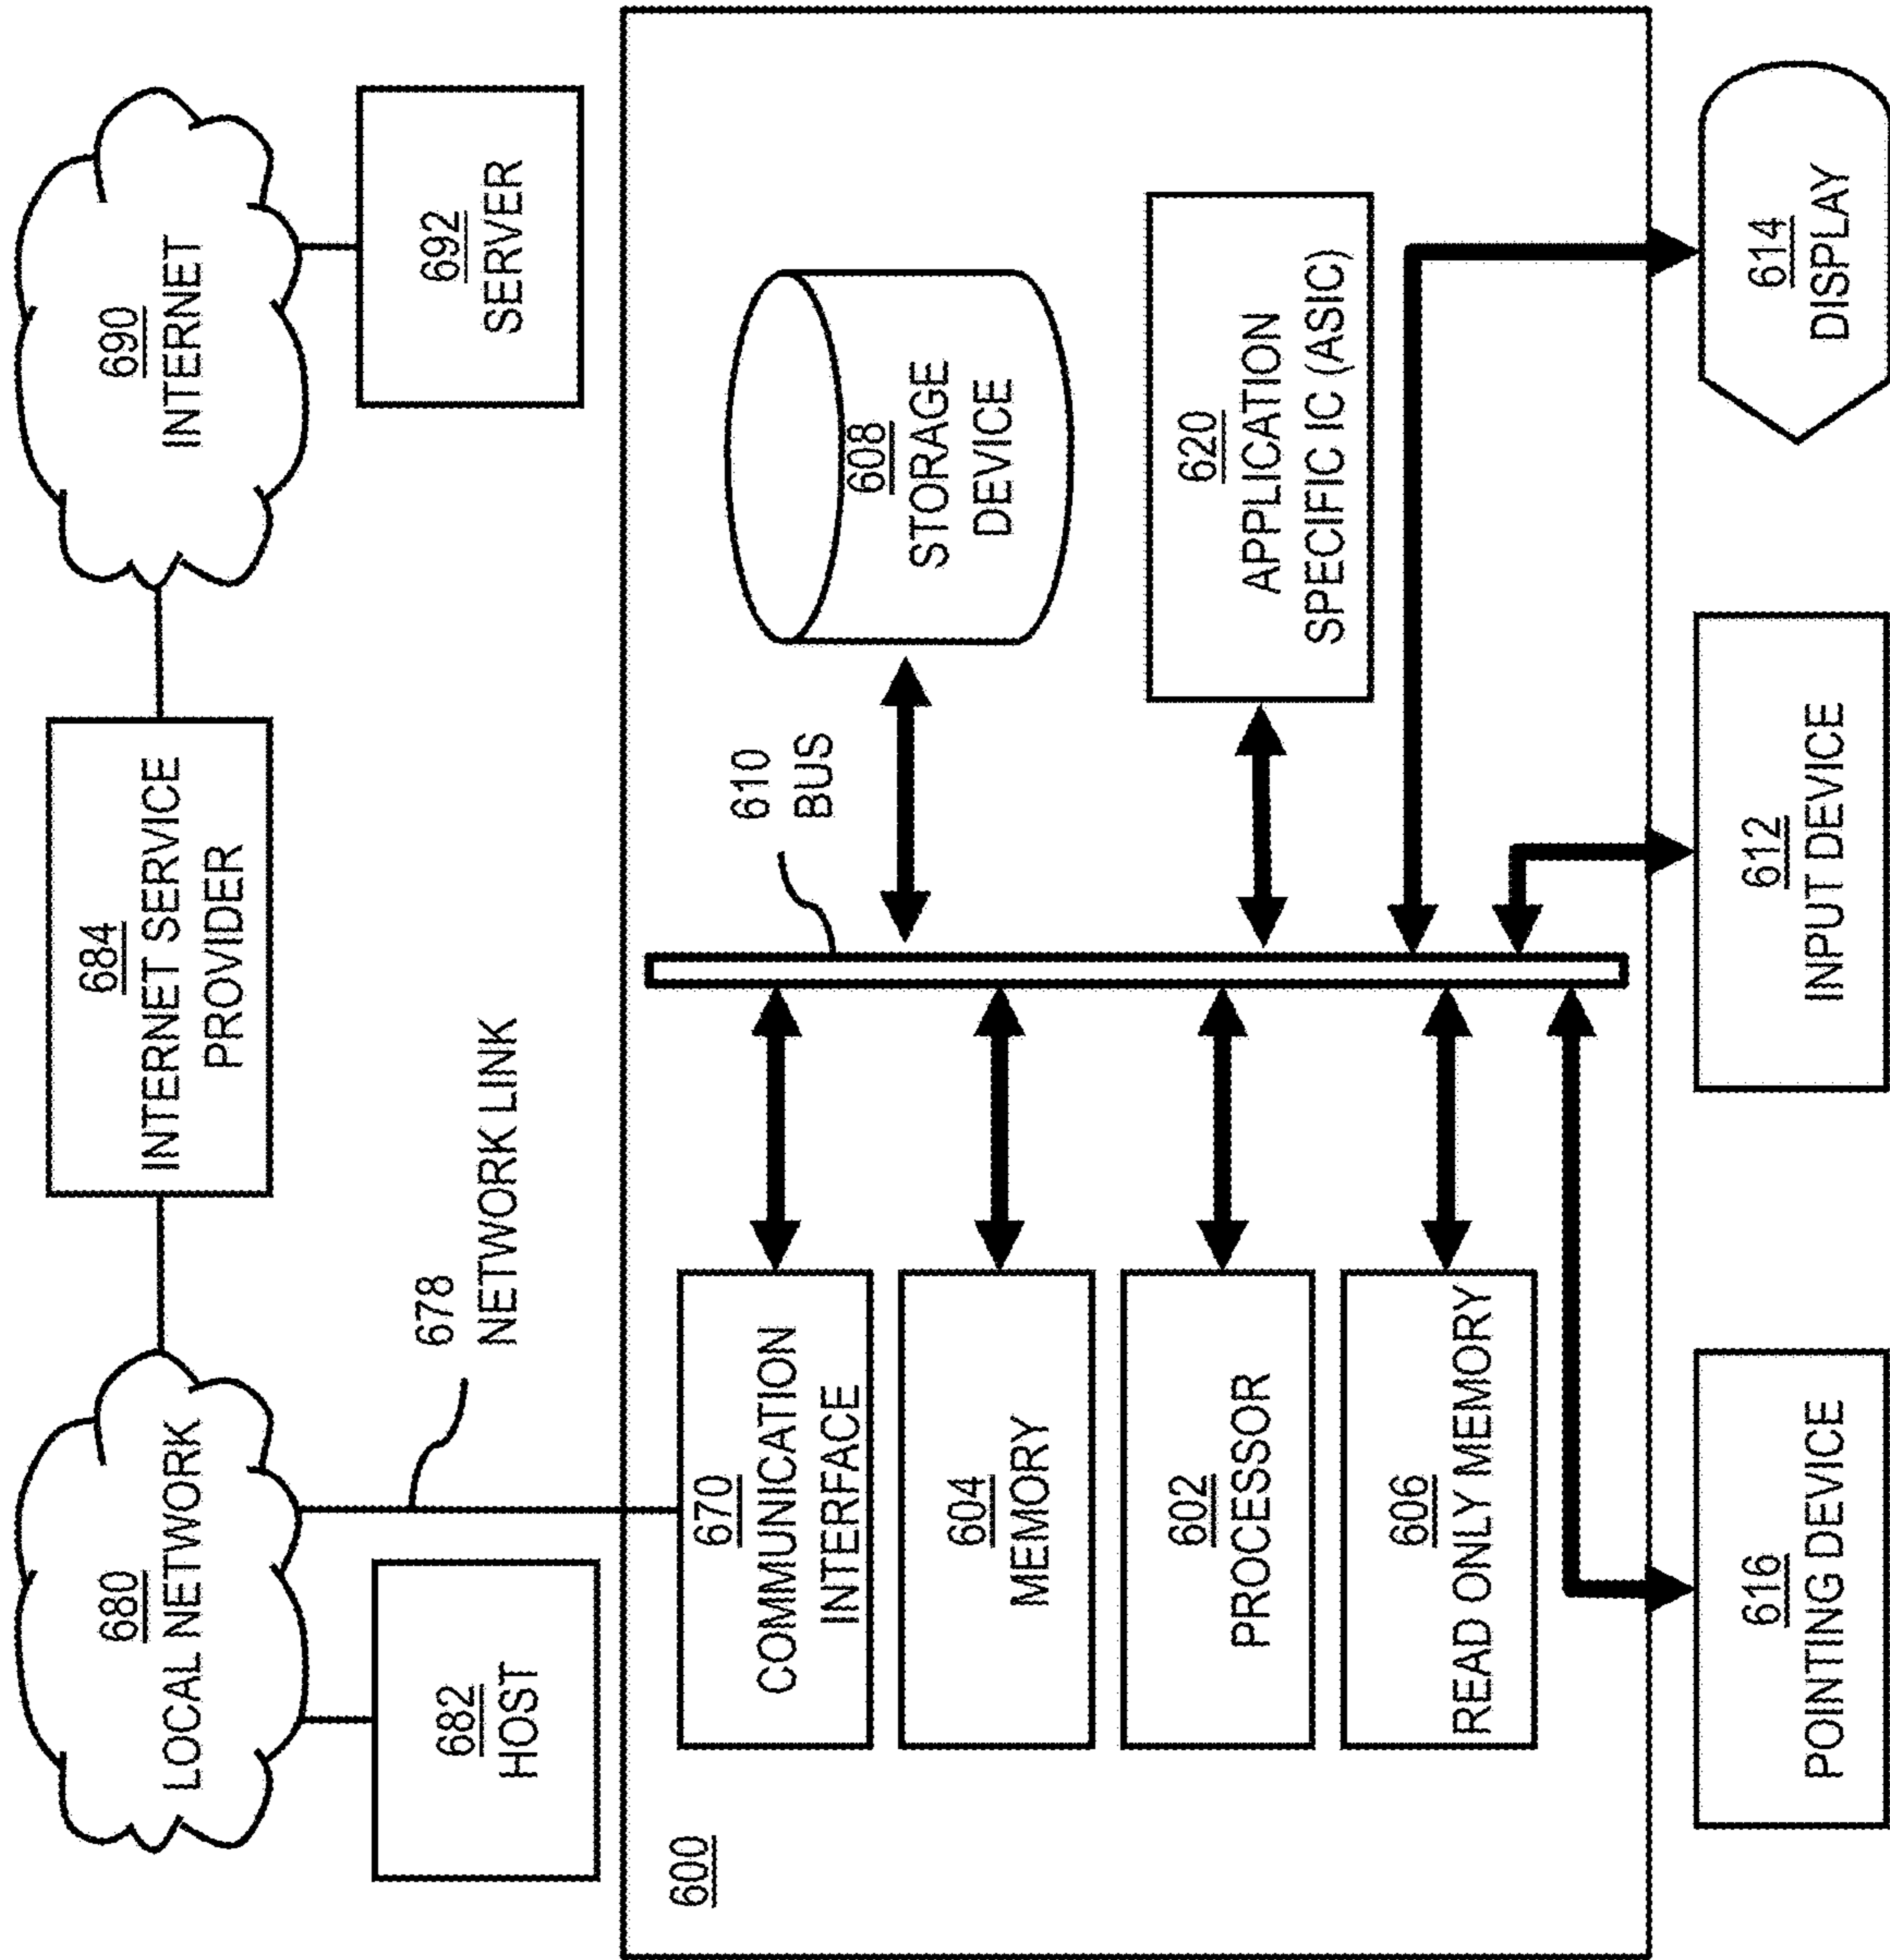 680
LOCAL NETWORK
684
INTERNET SERVICE
PROVIDER
690
INTERNET
682
HOST
678
NETWORK LINK
692
SERVER
600
670
COMMUNICATION
INTERFACE
604
MEMORY
602
PROCESSOR
606
READ ONLY MEMORY
610
BUS
608
STORAGE
DEVICE
620
APPLICATION
SPECIFIC IC (ASIC)
616
POINTING DEVICE
612
INPUT DEVICE
614
DISPLAY